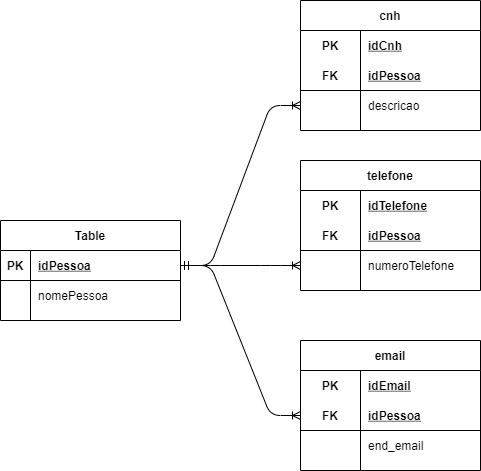 cnh
PK idCnh
FK idPessoa
descricao
telefone
PK idTelefone
FK idPessoa
numeroTelefone
Table
PK idPessoa
nomePessoa
email
PK idEmail
FK idPessoa
end_email